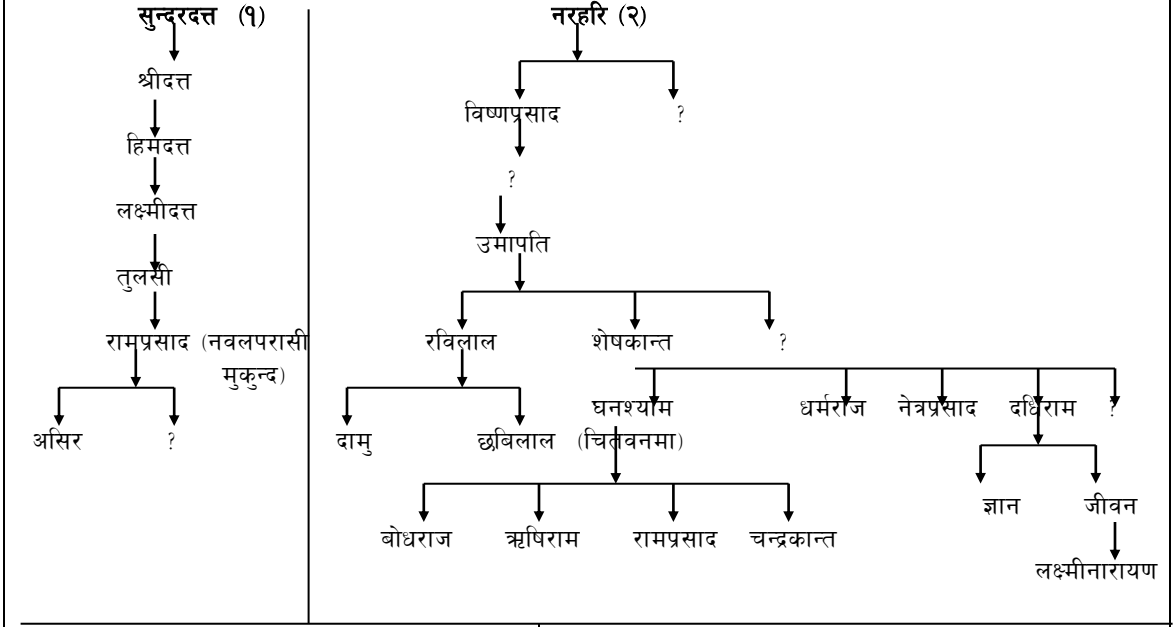 सुन्दरदत्त (१)
श्रीदत्त
हिमदत्त
लक्ष्मीदत्त
तुलसी
रामप्रसाद (नवलपरासी
मुकुन्द)
असिर ?
नरहरि (२)
विष्णप्रसाद ?
?
उमापति
रविलाल शेषकान्त ?
घनश्याम धर्मराज नेत्रप्रसाद दधिराम ?
दामु छबिलाल (चितवनमा)
ज्ञान जीवन
बोधराज ऋषिराम रामप्रसाद चन्द्रकान्त
लक्ष्मीनारायण